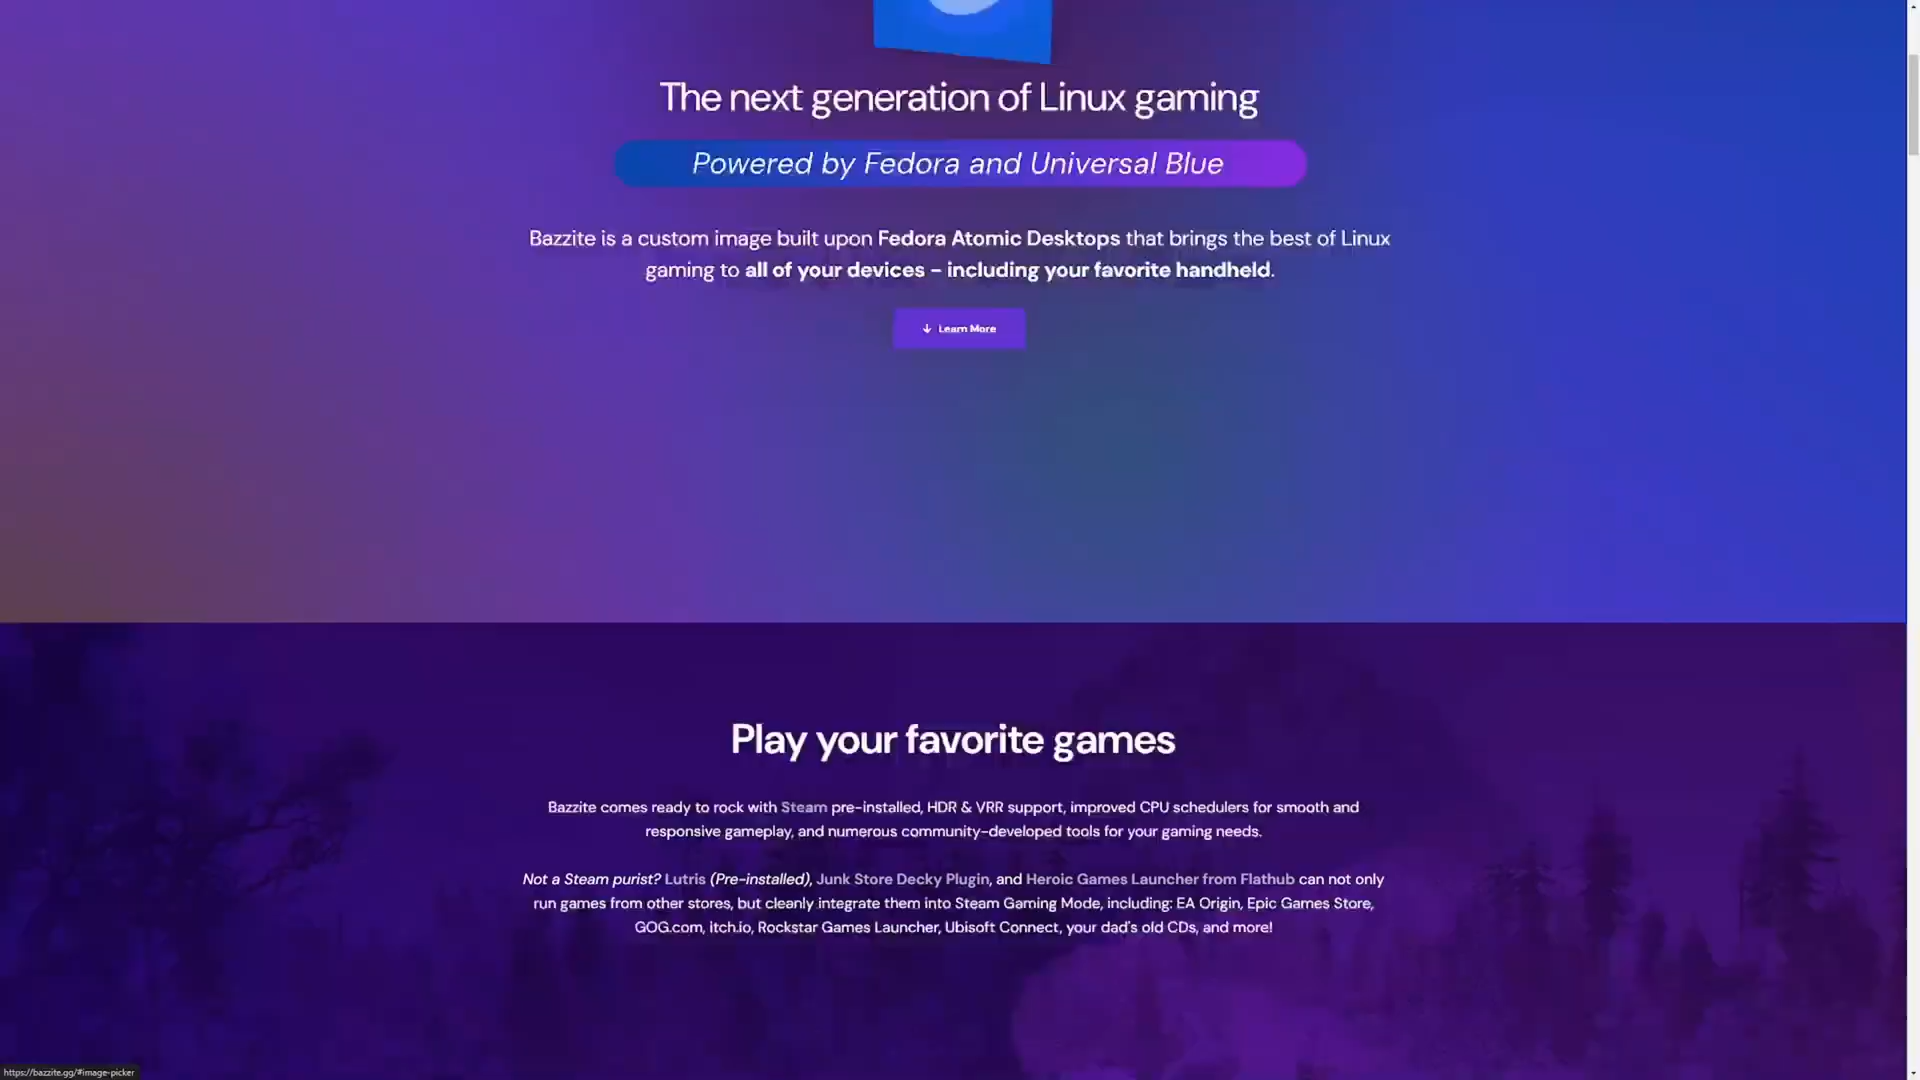 The next generation of Linux gaming
Powered by Fedora and Universal Blue
Bazzite is a custom image built upon Fedora Atomic Desktops that brings the best of Linux
gaming to all of your devices - including your favorite handheld.
↓ Learn More
Play your favorite games
Bazzite comes ready to rock with Steam pre-installed, HDR & VRR support, improved CPU schedulers for smooth and
responsive gameplay, and numerous community-developed tools for your gaming needs.
Not a Steam purist? Lutris (Pre-installed), Junk Store Decky Plugin, and Heroic Games Launcher from Flathub can not only
run games from other stores, but cleanly integrate them into Steam Gaming Mode, including: EA Origin, Epic Games Store,
GOG.com, itch.io, Rockstar Games Launcher, Ubisoft Connect, your dad's old CDs, and more!
https://bazzite.gg/#image-picker